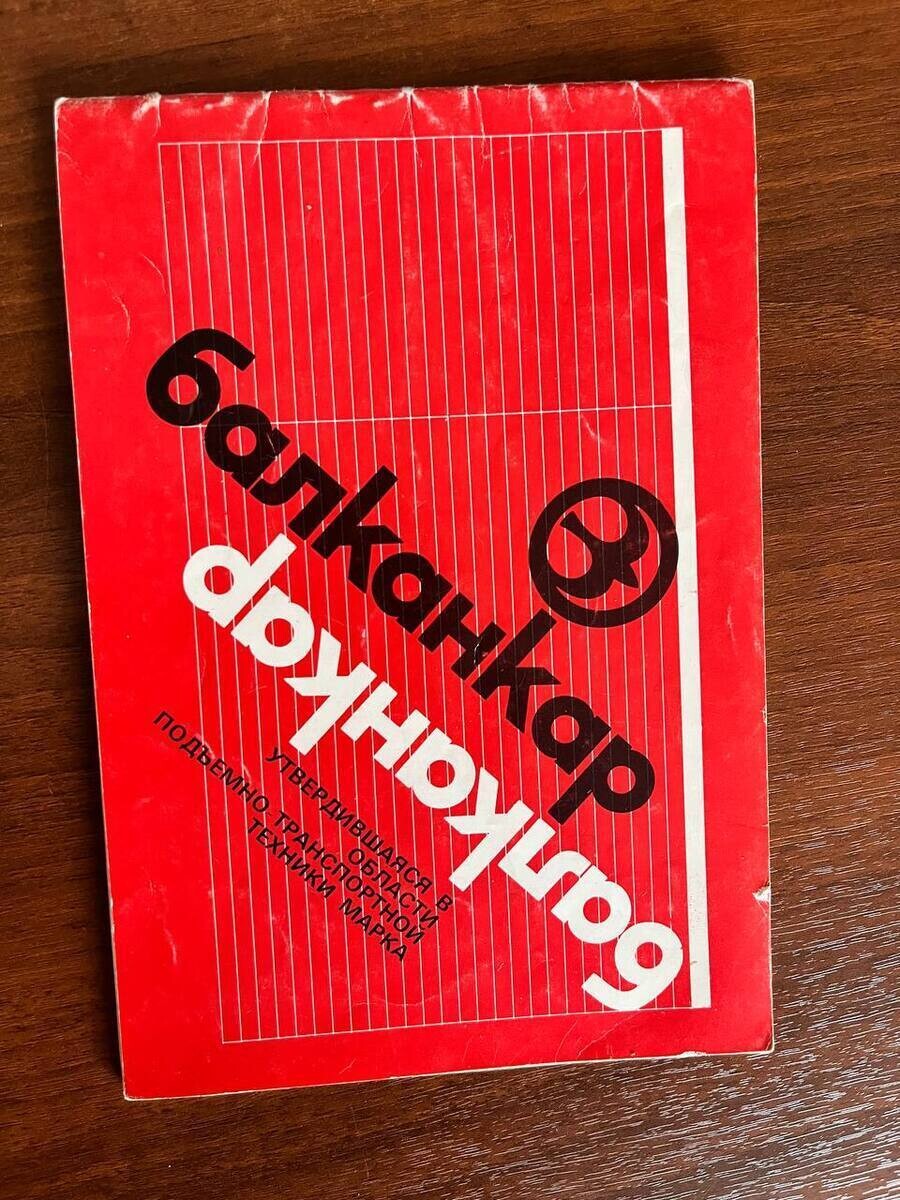 балканкар
балканкар
УТВЕРДИВШАЯСЯ В
ОБЛАСТИ
ПОДЪЕМНО-ТРАНСПОРТНОЙ
ТЕХНИКИ МАРКА